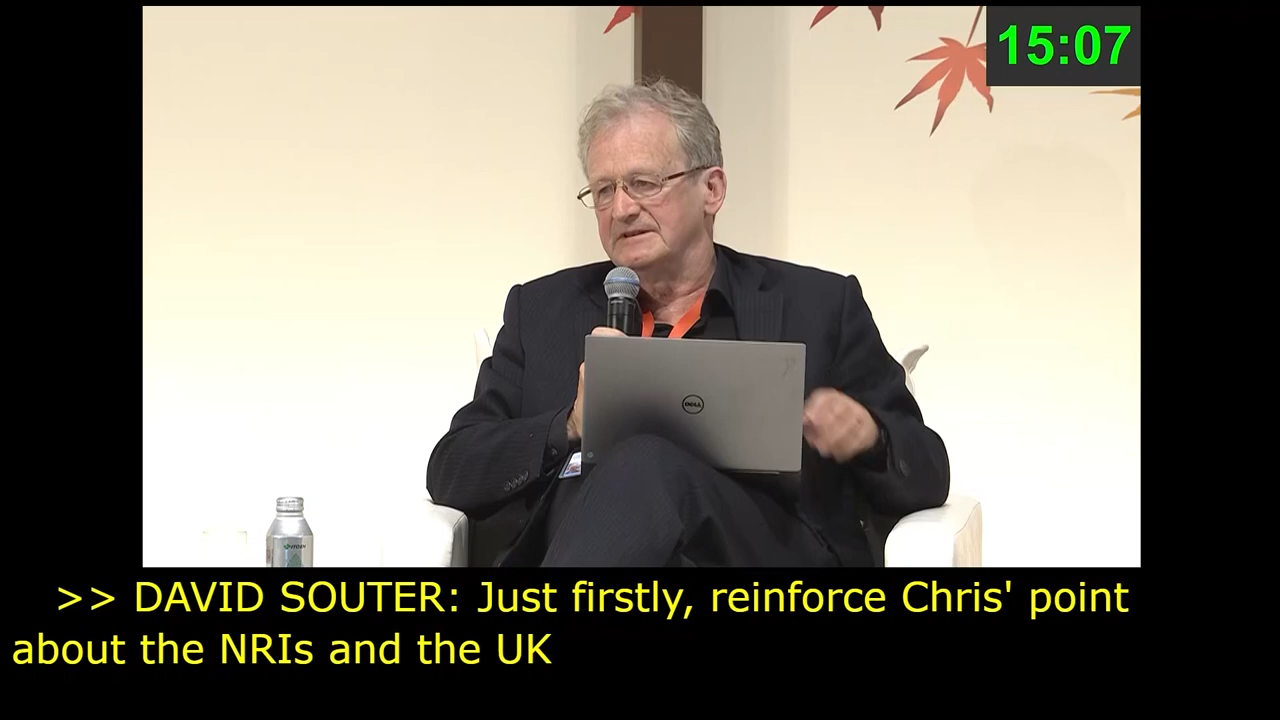 15:07
DELL
>> DAVID SOUTER: Just firstly, reinforce Chris' point
about the NRIs and the UK